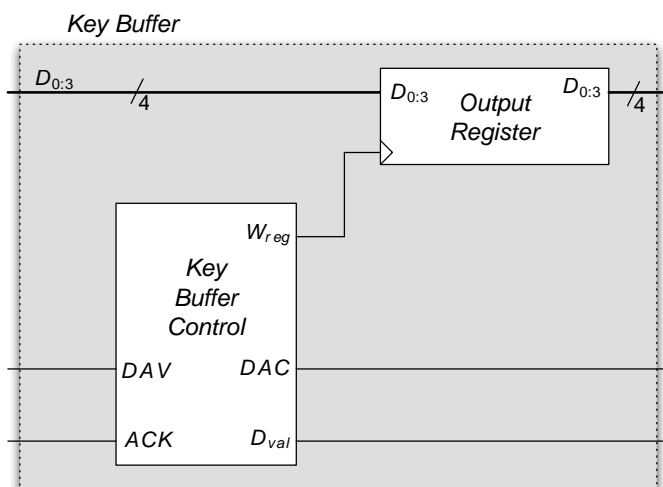 Key Buffer
D0:3
4
D0:3
Output
Register
D0:3
4
Wreg
Key
Buffer
Control
DAV
DAC
ACK
Dval